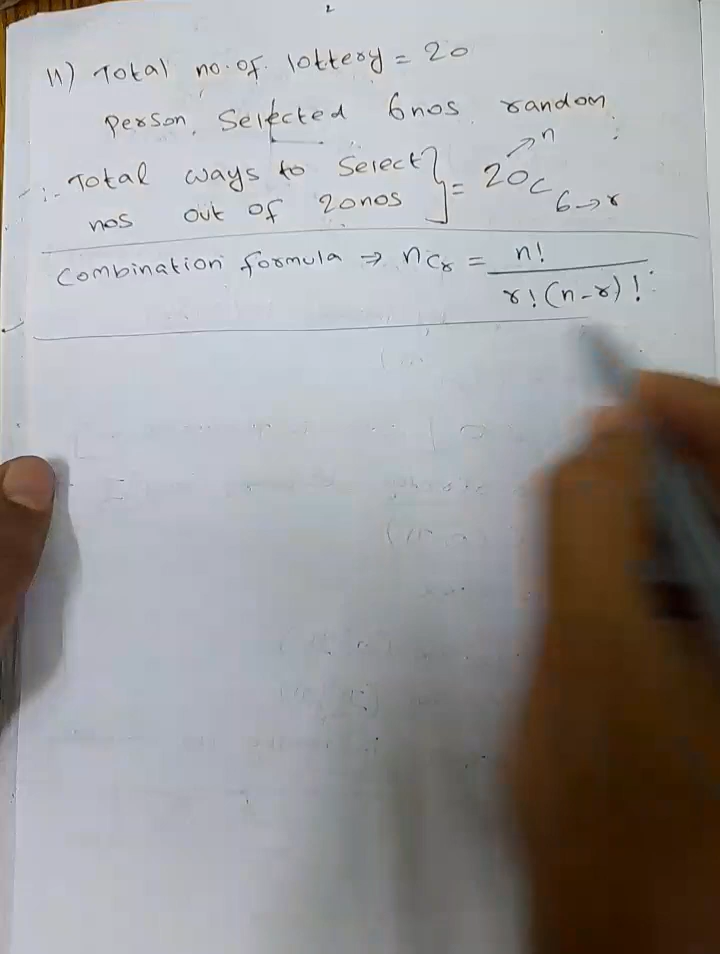 2
11) Total no. of lottery = 20
Person. Selected 6nos random
∴ Total ways to Select
nos out of 20nos } = 20C6 → r
→ n
Combination formula ⇒ nCr = n! / r!(n-r)!